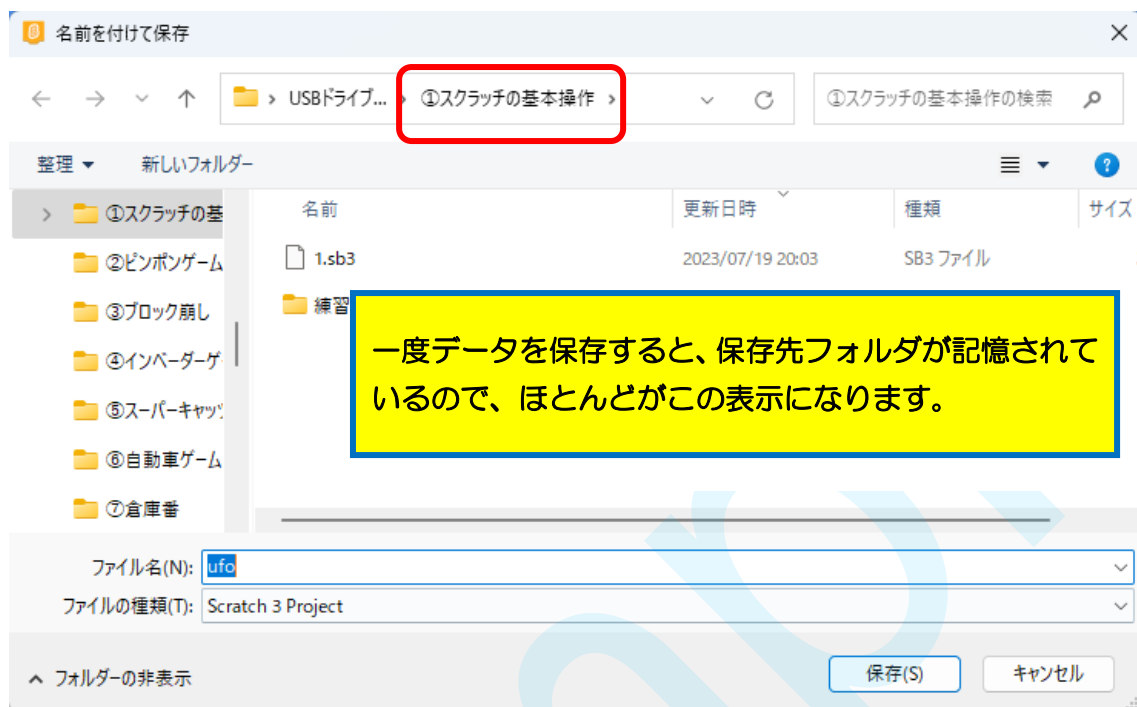 名前を付けて保存
USBドライブ... › ①スクラッチの基本操作 ›
①スクラッチの基本操作の検索
整理
新しいフォルダー
①スクラッチの基
②ピンポンゲーム
③ブロック崩し
④インベーダーゲ
⑤スーパーキャッツ
⑥自動車ゲーム
⑦倉庫番
名前 更新日時 種類 サイズ
1.sb3 2023/07/19 20:03 SB3 ファイル
練習
一度データを保存すると、保存先フォルダが記憶されて
いるので、ほとんどがこの表示になります。
ファイル名(N): ufo
ファイルの種類(T): Scratch 3 Project
フォルダーの非表示
保存(S)
キャンセル